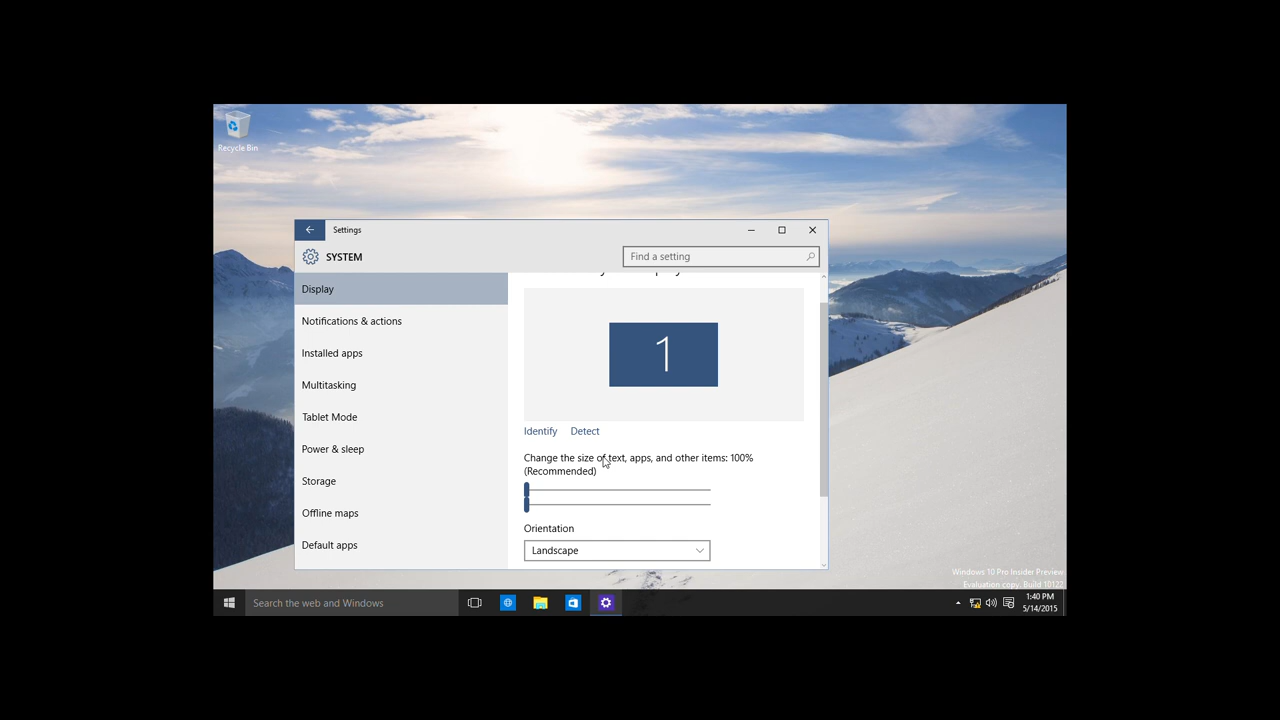 Recycle Bin
Settings
SYSTEM
Find a setting
Display
Notifications & actions
Installed apps
Multitasking
Tablet Mode
Power & sleep
Storage
Offline maps
Default apps
1
Identify Detect
Change the size of text, apps, and other items: 100%
(Recommended)
Orientation
Landscape
Windows 10 Pro Insider Preview
Evaluation copy. Build 10122
Search the web and Windows
1:40 PM
5/14/2015